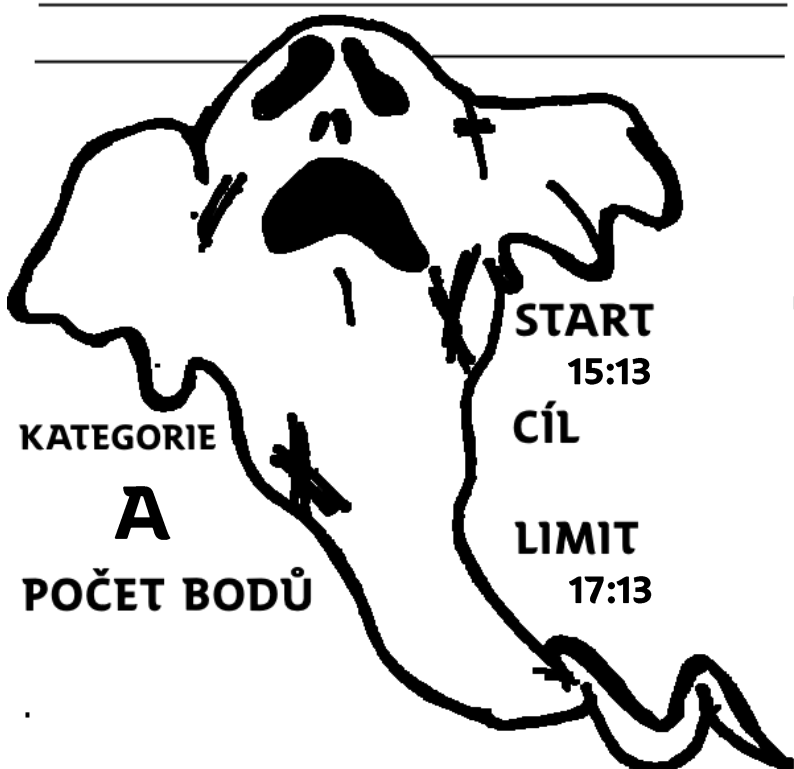 START
15:13
CÍL
KATEGORIE
A
LIMIT
17:13
POČET BODŮ